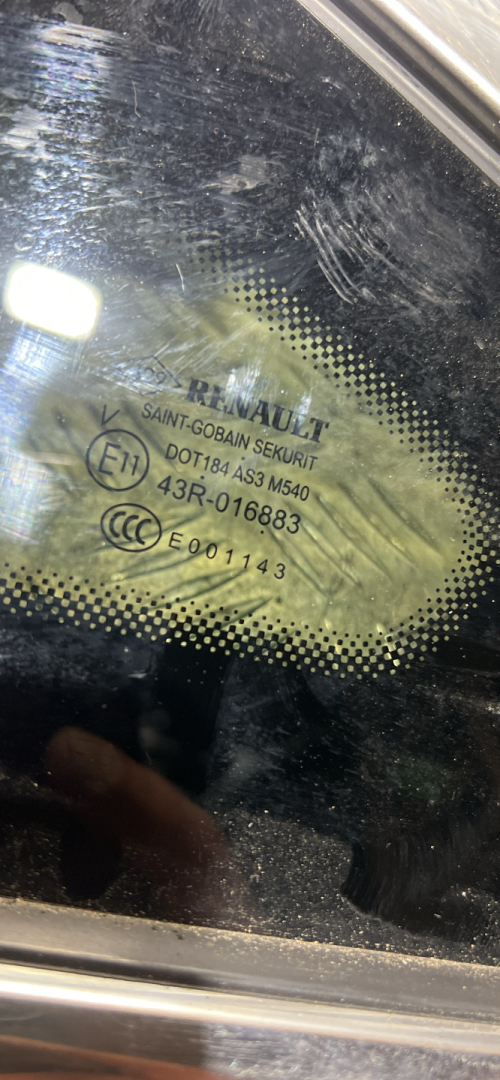 RENAULT
SAINT-GOBAIN SEKURIT
DOT184 AS3 M540
V
E11
43R-016883
CCC
E001143